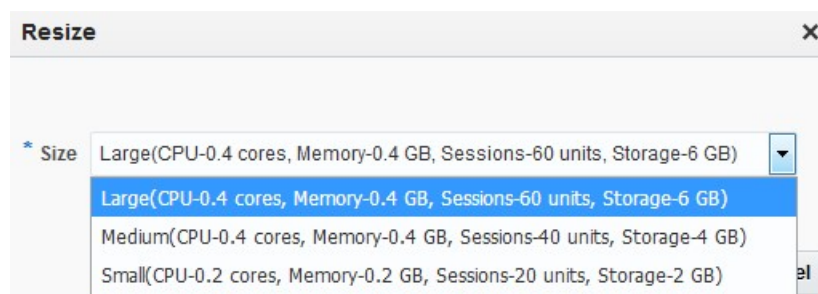 Resize
* Size Large(CPU-0.4 cores, Memory-0.4 GB, Sessions-60 units, Storage-6 GB)
Large(CPU-0.4 cores, Memory-0.4 GB, Sessions-60 units, Storage-6 GB)
Medium(CPU-0.4 cores, Memory-0.4 GB, Sessions-40 units, Storage-4 GB)
Small(CPU-0.2 cores, Memory-0.2 GB, Sessions-20 units, Storage-2 GB)
el